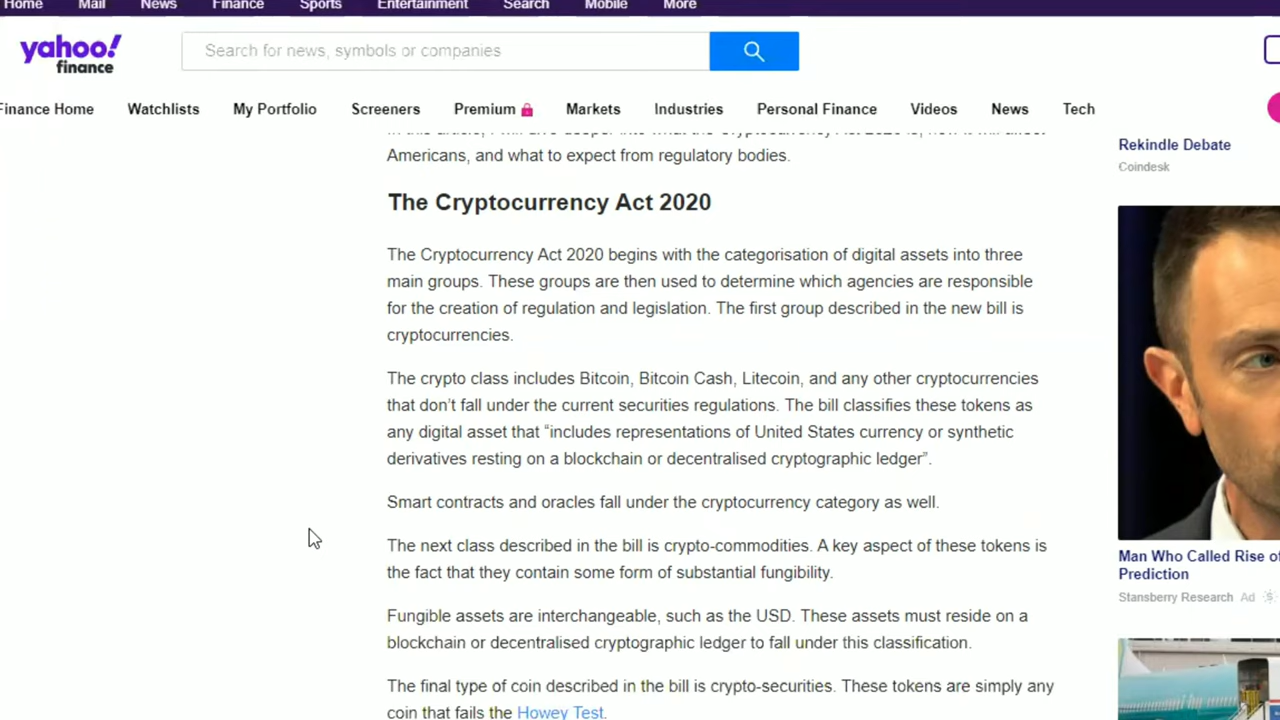 Home Mail News Finance Sports Entertainment Search Mobile More
yahoo!
finance
Search for news, symbols or companies
Finance Home Watchlists My Portfolio Screeners Premium Markets Industries Personal Finance Videos News Tech
In this article, I will delve deeper into what the Cryptocurrency Act 2020 is, how it will affect
Americans, and what to expect from regulatory bodies.
The Cryptocurrency Act 2020
The Cryptocurrency Act 2020 begins with the categorisation of digital assets into three
main groups. These groups are then used to determine which agencies are responsible
for the creation of regulation and legislation. The first group described in the new bill is
cryptocurrencies.
The crypto class includes Bitcoin, Bitcoin Cash, Litecoin, and any other cryptocurrencies
that don't fall under the current securities regulations. The bill classifies these tokens as
any digital asset that “includes representations of United States currency or synthetic
derivatives resting on a blockchain or decentralised cryptographic ledger”.
Smart contracts and oracles fall under the cryptocurrency category as well.
The next class described in the bill is crypto-commodities. A key aspect of these tokens is
the fact that they contain some form of substantial fungibility.
Fungible assets are interchangeable, such as the USD. These assets must reside on a
blockchain or decentralised cryptographic ledger to fall under this classification.
The final type of coin described in the bill is crypto-securities. These tokens are simply any
coin that fails the Howey Test.
Rekindle Debate
Coindesk
Man Who Called Rise of
Prediction
Stansberry Research Ad